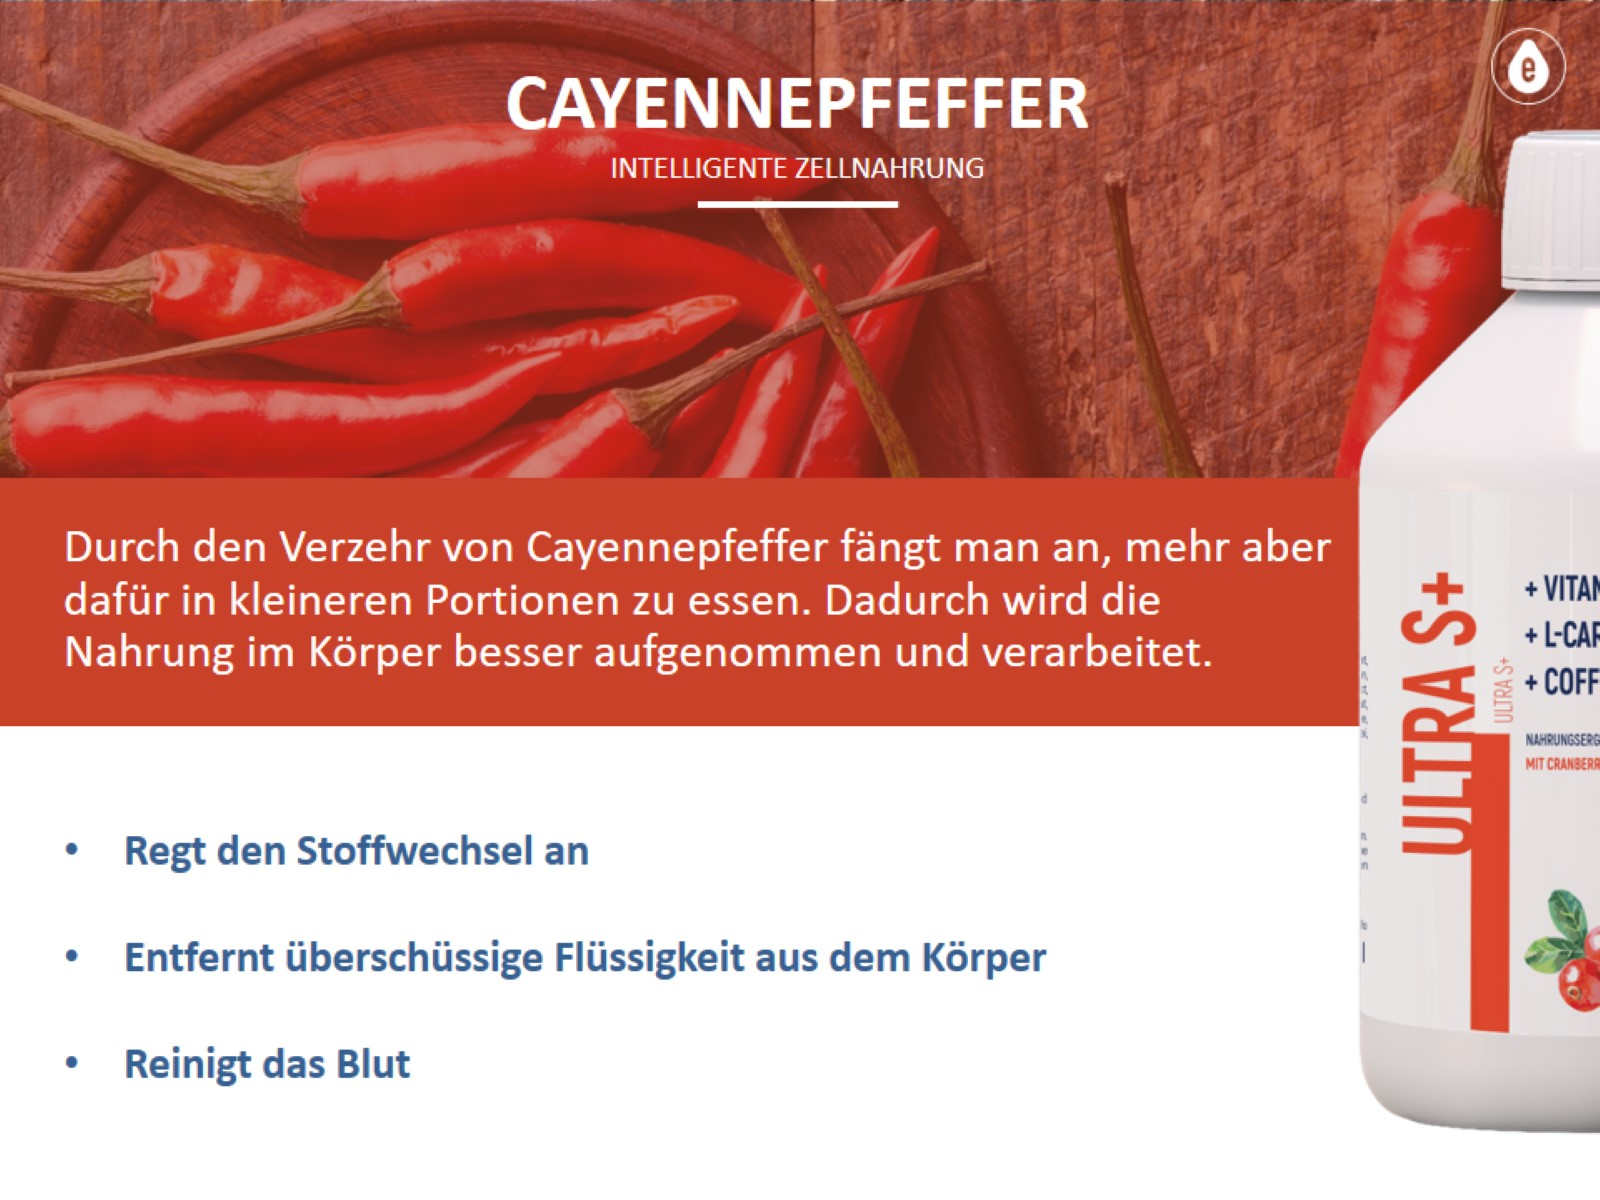 CAYENNEPFEFFER
INTELLIGENTE ZELLNAHRUNG
e
Durch den Verzehr von Cayennepfeffer fängt man an, mehr aber
dafür in kleineren Portionen zu essen. Dadurch wird die
Nahrung im Körper besser aufgenommen und verarbeitet.
• Regt den Stoffwechsel an
• Entfernt überschüssige Flüssigkeit aus dem Körper
• Reinigt das Blut
ULTRA S+
ULTRA S+
+ VITAM
+ L-CAR
+ COFF
NAHRUNGSERG
MIT CRANBERR